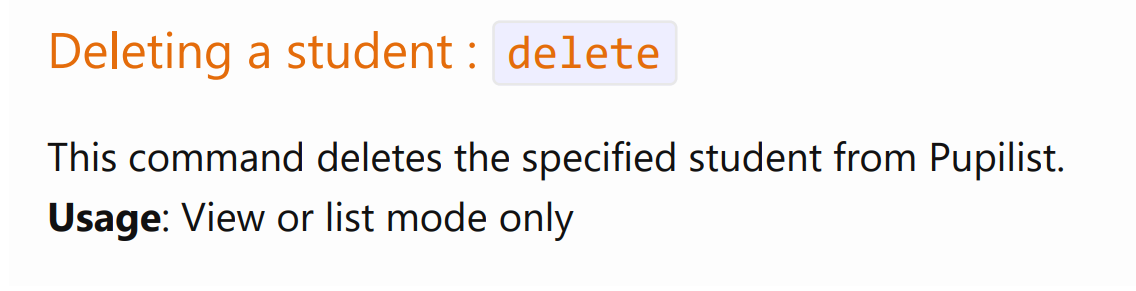 Deleting a student : delete
This command deletes the specified student from Pupilist.
Usage: View or list mode only